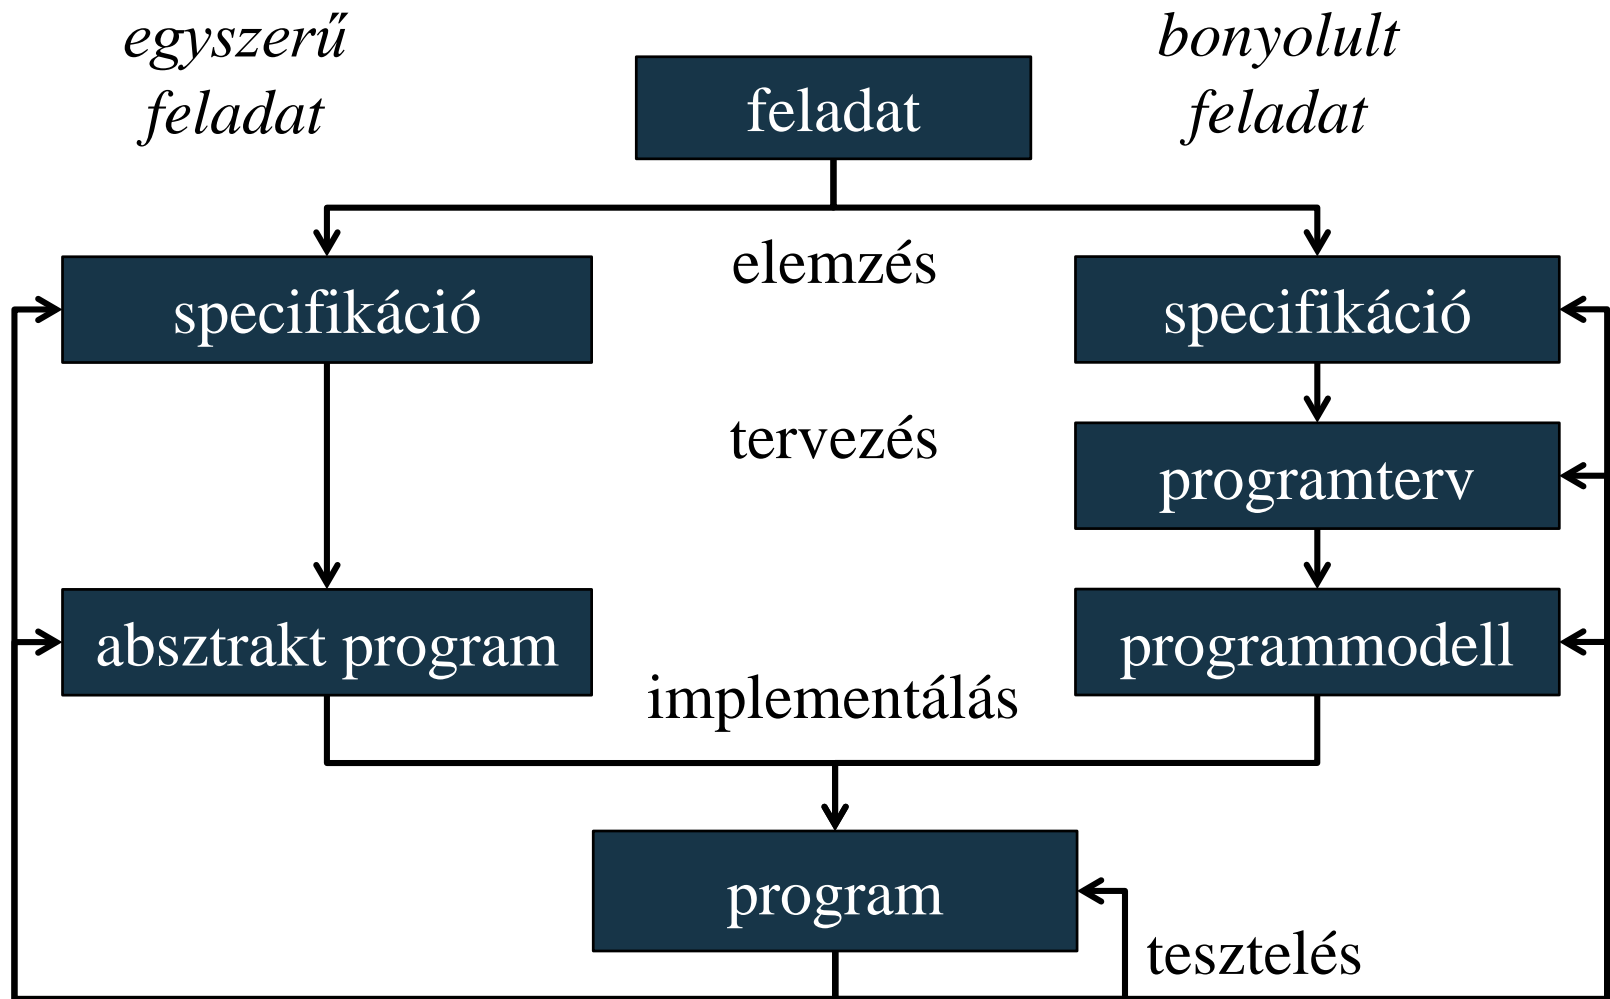 egyszerű
feladat
feladat
bonyolult
feladat
elemzés
specifikáció
specifikáció
tervezés
programterv
absztrakt program
programmodell
implementálás
program
tesztelés